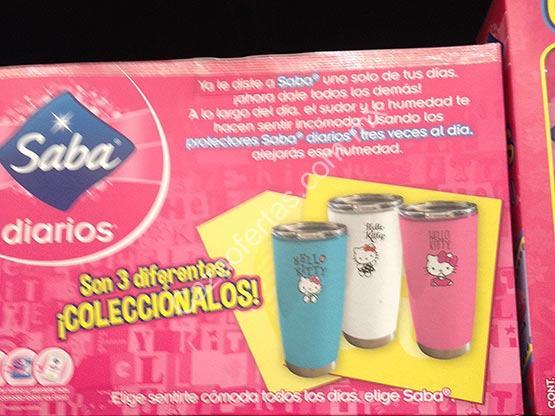 Ya le diste a Saba® uno solo de tus días.
¡ahora dale todos los demás!
A lo largo del día, el sudor y la humedad te
hacen sentir incómoda. Usando los
protectores Saba® diarios® tres veces al día,
alejarás esa humedad.
Saba®
diarios
HELLO
KITTY
Hello
Kitty
HELLO
KITTY
Son 3 diferentes,
¡COLECCIÓNALOS!
Elige sentirte cómoda todos los días, elige Saba®.
CONT.